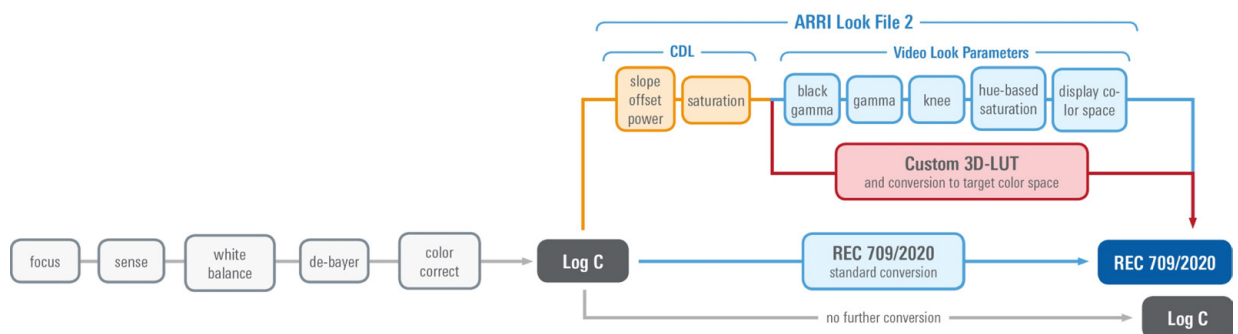 ARRI Look File 2
CDL
Video Look Parameters
slope
offset
power
saturation
black
gamma
gamma
knee
hue-based
saturation
display co-
lor space
Custom 3D-LUT
and conversion to target color space
focus
sense
white
balance
de-bayer
color
correct
Log C
REC 709/2020
standard conversion
REC 709/2020
no further conversion
Log C